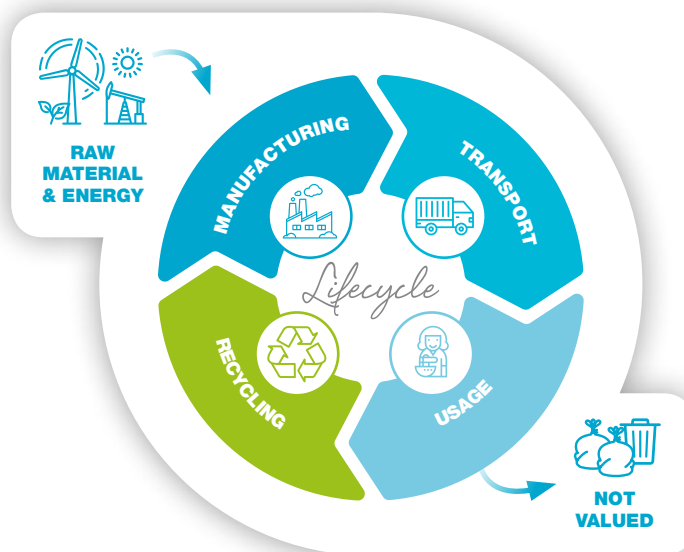 RAW
MATERIAL
& ENERGY
MANUFACTURING
TRANSPORT
Lifecycle
RECYCLING
USAGE
NOT
VALUED